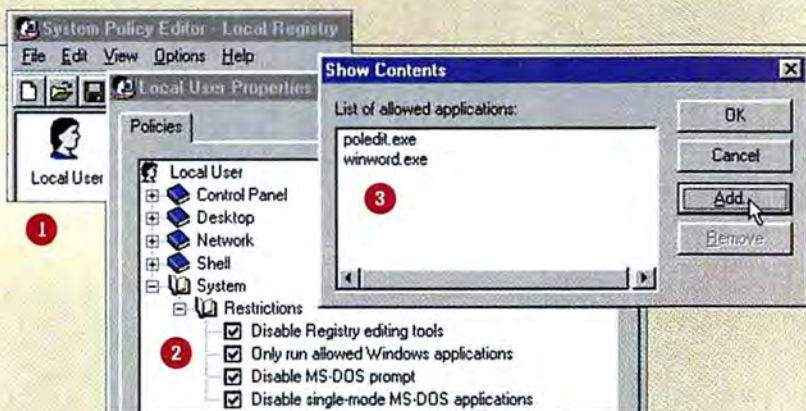 System Policy Editor - Local Registry
File Edit View Options Help
Local User
1
Local User Properties
Policies
Local User
Control Panel
Desktop
Network
Shell
System
Restrictions
2
Disable Registry editing tools
Only run allowed Windows applications
Disable MS-DOS prompt
Disable single-mode MS-DOS applications
Show Contents
List of allowed applications:
poledit.exe
winword.exe
3
OK
Cancel
Add...
Remove